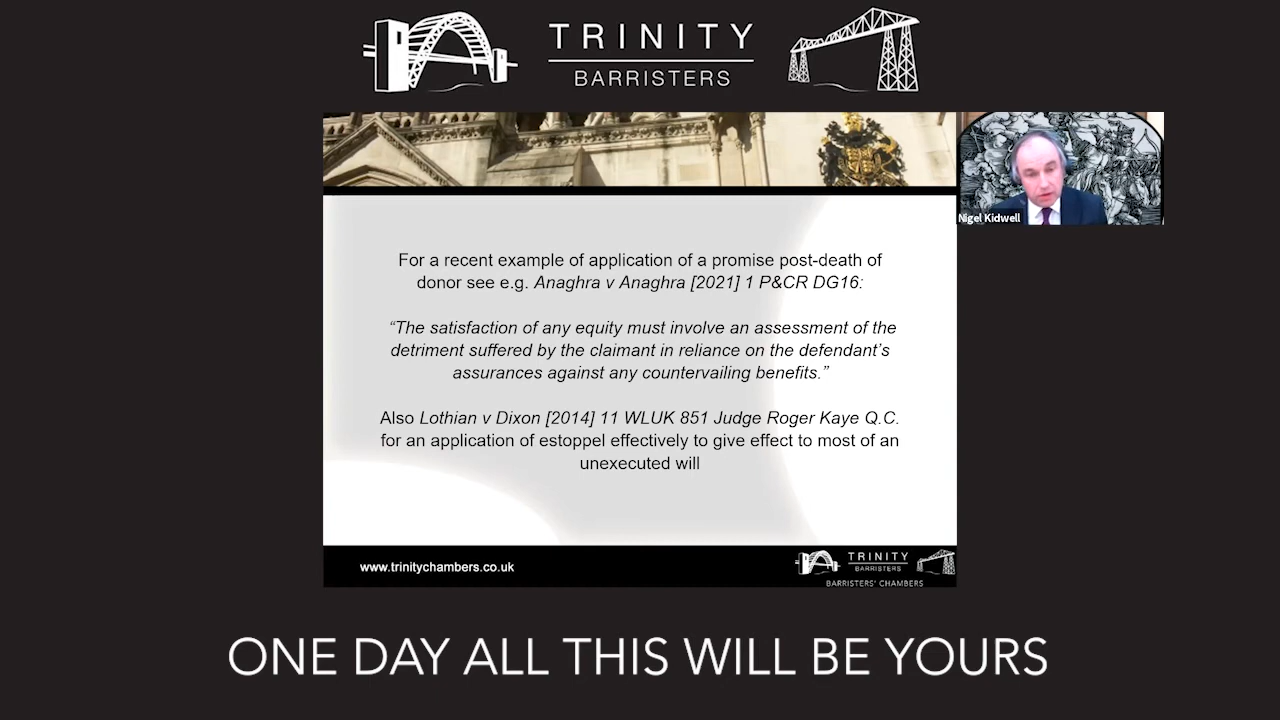 TRINITY
BARRISTERS
Nigel Kidwell
For a recent example of application of a promise post-death of
donor see e.g. Anaghra v Anaghra [2021] 1 P&CR DG16:
“The satisfaction of any equity must involve an assessment of the
detriment suffered by the claimant in reliance on the defendant’s
assurances against any countervailing benefits.”
Also Lothian v Dixon [2014] 11 WLUK 851 Judge Roger Kaye Q.C.
for an application of estoppel effectively to give effect to most of an
unexecuted will
www.trinitychambers.co.uk
TRINITY
BARRISTERS
BARRISTERS' CHAMBERS
ONE DAY ALL THIS WILL BE YOURS